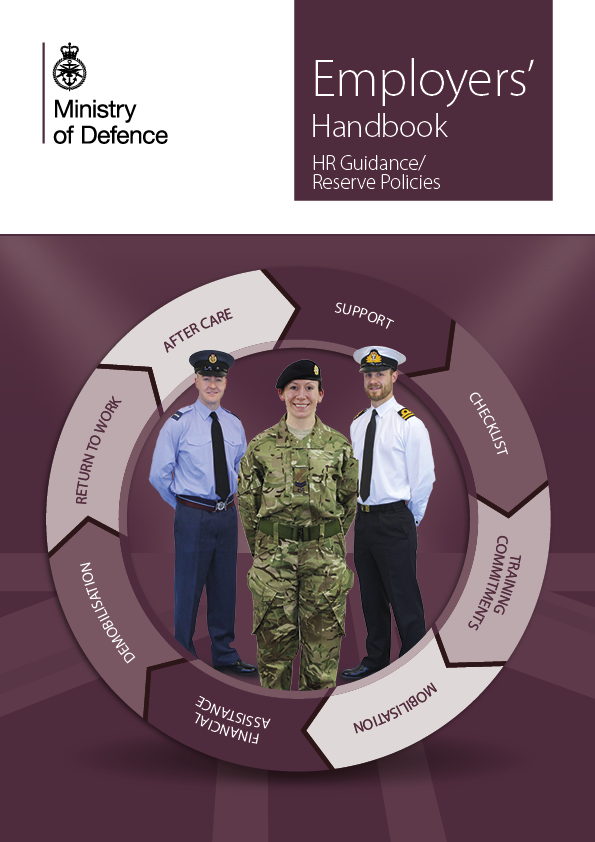 Ministry
of Defence
Employers’
Handbook
HR Guidance/
Reserve Policies
SUPPORT
CHECKLIST
TRAINING
COMMITMENTS
MOBILISATION
FINANCIAL
ASSISTANCE
DEMOBILISATION
RETURN TO WORK
AFTER CARE